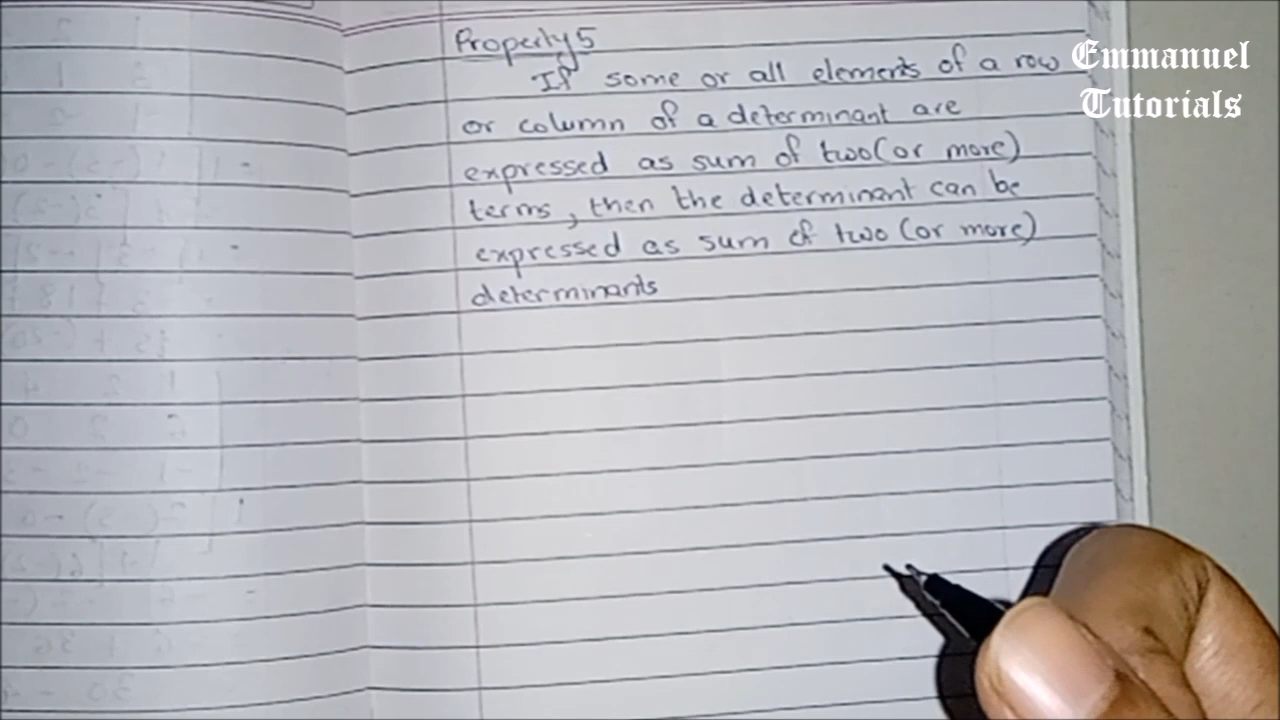 Property 5
If some or all elements of a row
or column of a determinant are
expressed as sum of two (or more)
terms, then the determinant can be
expressed as sum of two (or more)
determinants
Emmanuel
Tutorials